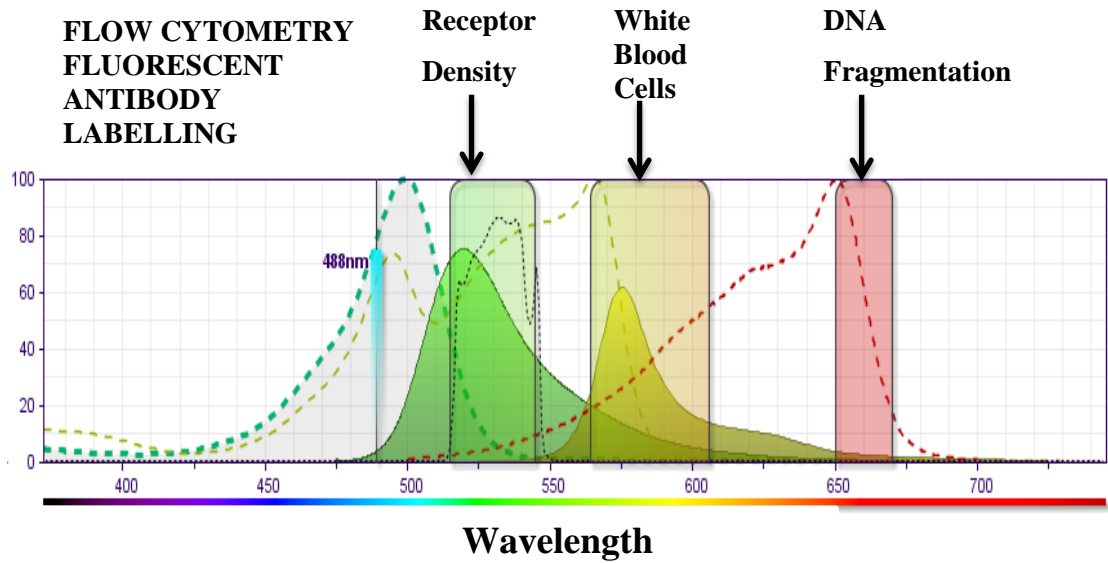 FLOW CYTOMETRY
FLUORESCENT
ANTIBODY
LABELLING
Receptor
Density
White
Blood
Cells
DNA
Fragmentation
100
80
60
40
20
0
488nm
400
450
500
550
600
650
700
Wavelength